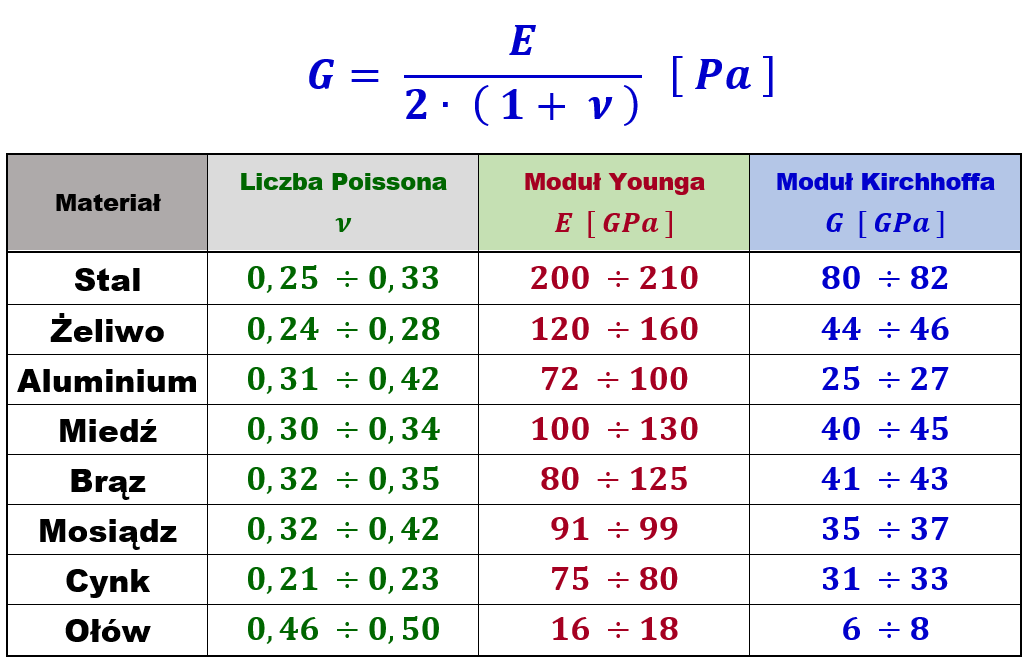 G = E / 2 · ( 1 + ν ) [ Pa ]
Materiał Liczba Poissona ν Moduł Younga E [ GPa ] Moduł Kirchhoffa G [ GPa ]
Stal 0,25 ÷ 0,33 200 ÷ 210 80 ÷ 82
Żeliwo 0,24 ÷ 0,28 120 ÷ 160 44 ÷ 46
Aluminium 0,31 ÷ 0,42 72 ÷ 100 25 ÷ 27
Miedź 0,30 ÷ 0,34 100 ÷ 130 40 ÷ 45
Brąz 0,32 ÷ 0,35 80 ÷ 125 41 ÷ 43
Mosiądz 0,32 ÷ 0,42 91 ÷ 99 35 ÷ 37
Cynk 0,21 ÷ 0,23 75 ÷ 80 31 ÷ 33
Ołów 0,46 ÷ 0,50 16 ÷ 18 6 ÷ 8